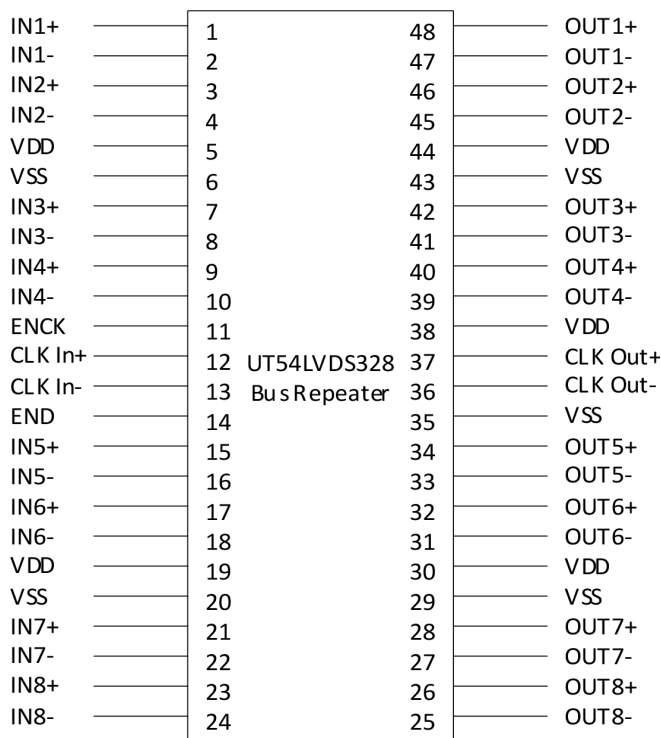 IN1+ 1 48 OUT1+
IN1- 2 47 OUT1-
IN2+ 3 46 OUT2+
IN2- 4 45 OUT2-
VDD 5 44 VDD
VSS 6 43 VSS
IN3+ 7 42 OUT3+
IN3- 8 41 OUT3-
IN4+ 9 40 OUT4+
IN4- 10 39 OUT4-
ENCK 11 38 VDD
CLK In+ 12 UT54LVDS328 37 CLK Out+
CLK In- 13 Bus Repeater 36 CLK Out-
END 14 35 VSS
IN5+ 15 34 OUT5+
IN5- 16 33 OUT5-
IN6+ 17 32 OUT6+
IN6- 18 31 OUT6-
VDD 19 30 VDD
VSS 20 29 VSS
IN7+ 21 28 OUT7+
IN7- 22 27 OUT7-
IN8+ 23 26 OUT8+
IN8- 24 25 OUT8-